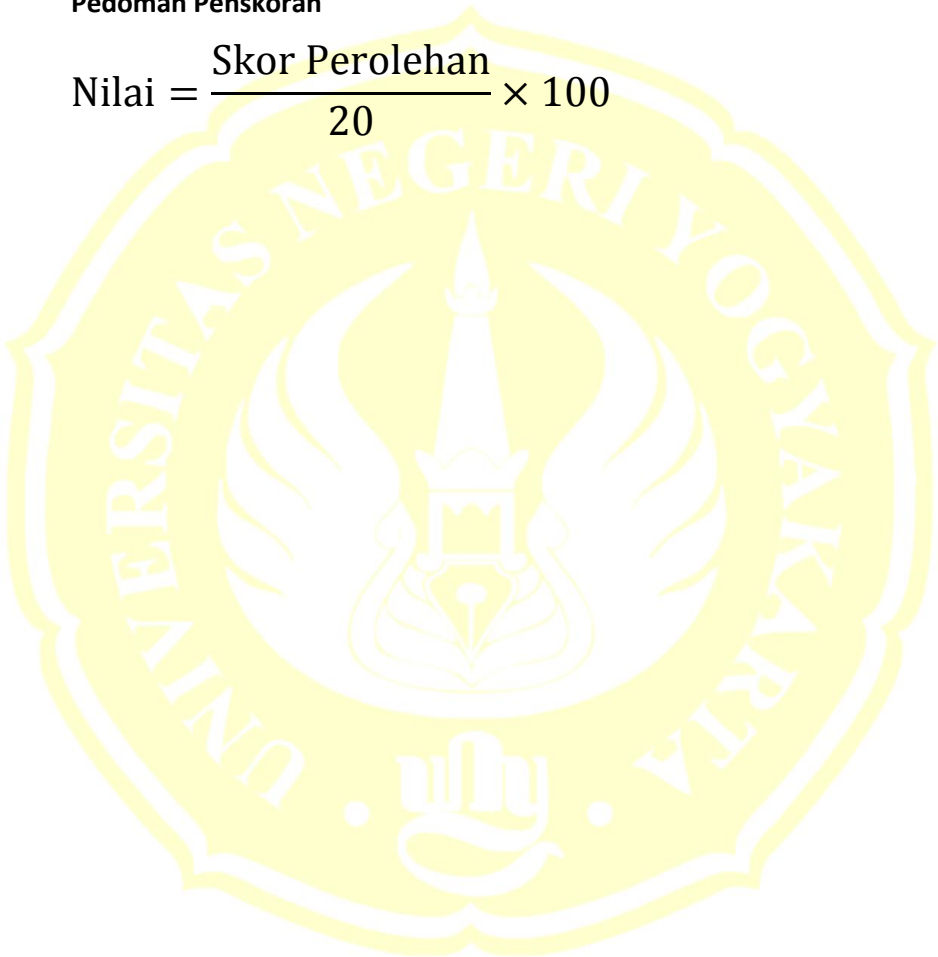 Pedoman Penskoran
Nilai = Skor Perolehan / 20 × 100
UNIVERSITAS NEGERI YOGYAKARTA
uny